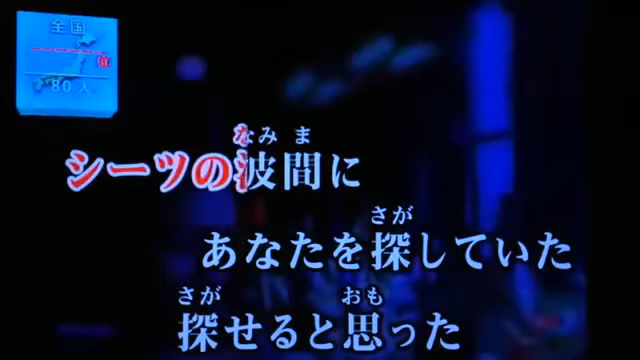 全国
位
80人
なみま
シーツの波間に
さが
あなたを探していた
さが おも
探せると思った